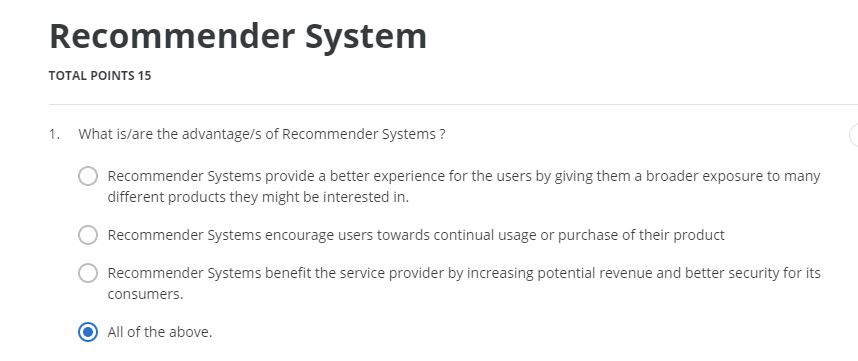 Recommender System
TOTAL POINTS 15
1. What is/are the advantage/s of Recommender Systems ?
Recommender Systems provide a better experience for the users by giving them a broader exposure to many
different products they might be interested in.
Recommender Systems encourage users towards continual usage or purchase of their product
Recommender Systems benefit the service provider by increasing potential revenue and better security for its
consumers.
All of the above.